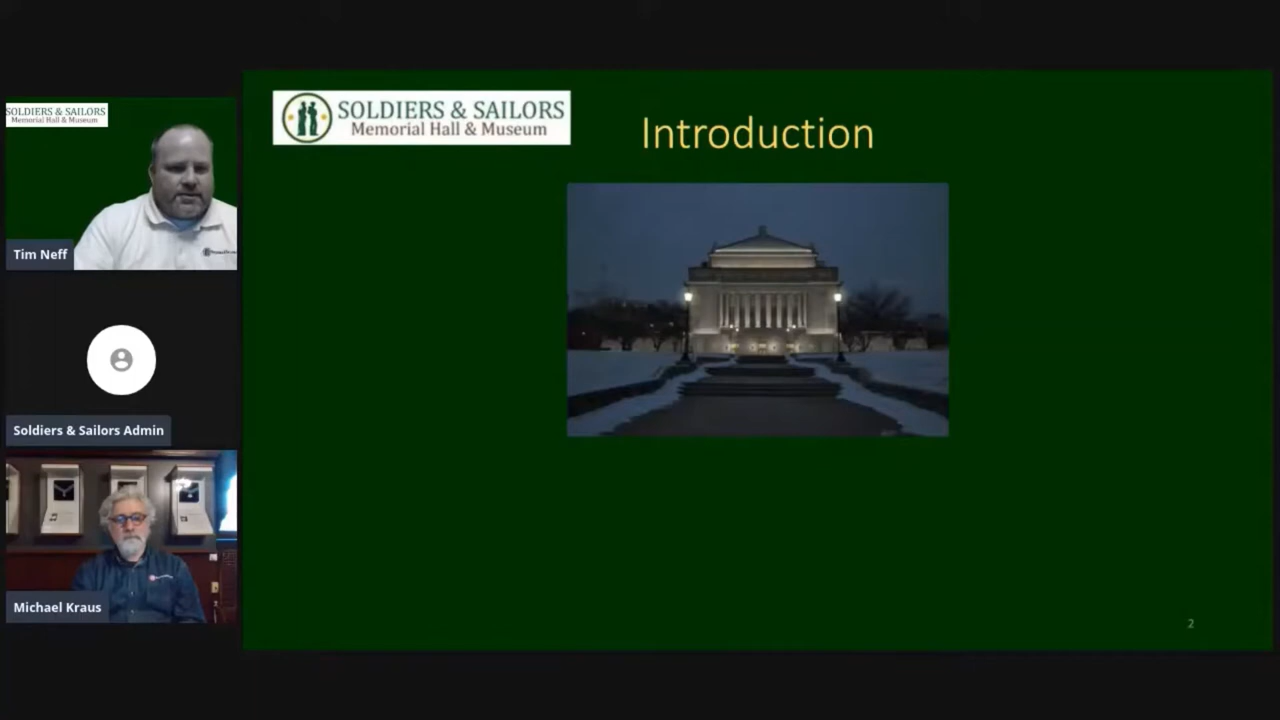 SOLDIERS & SAILORS
Memorial Hall & Museum
Tim Neff
Soldiers & Sailors Admin
Michael Kraus
SOLDIERS & SAILORS
Memorial Hall & Museum
Introduction
2